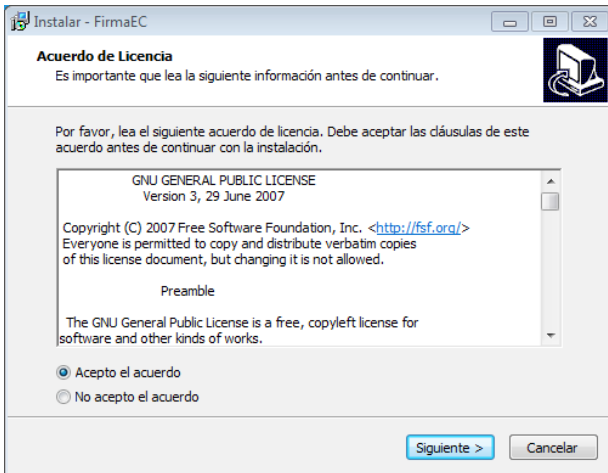 Instalar - FirmaEC
Acuerdo de Licencia
Es importante que lea la siguiente información antes de continuar.
Por favor, lea el siguiente acuerdo de licencia. Debe aceptar las cláusulas de este
acuerdo antes de continuar con la instalación.
GNU GENERAL PUBLIC LICENSE
Version 3, 29 June 2007
Copyright (C) 2007 Free Software Foundation, Inc. <http://fsf.org/>
Everyone is permitted to copy and distribute verbatim copies
of this license document, but changing it is not allowed.
Preamble
The GNU General Public License is a free, copyleft license for
software and other kinds of works.
Acepto el acuerdo
No acepto el acuerdo
Siguiente >
Cancelar